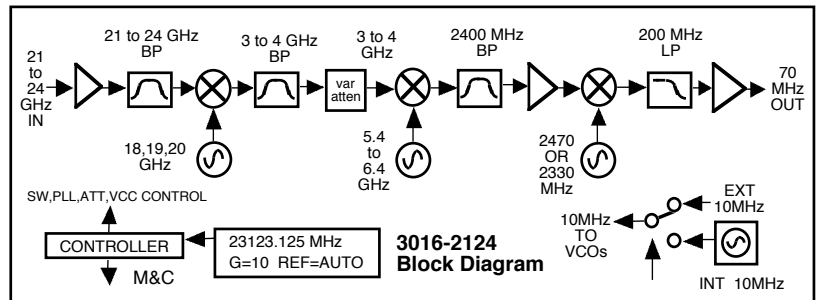 21 to 24 GHz
BP
3 to 4 GHz
BP
3 to 4
GHz
2400 MHz
BP
200 MHz
LP
21
to
24
GHz
IN
var
atten
70
MHz
OUT
18,19,20
GHz
5.4
to
6.4
GHz
2470
OR
2330
MHz
SW,PLL,ATT,VCC CONTROL
CONTROLLER
M&C
23123.125 MHz
G=10 REF=AUTO
3016-2124
Block Diagram
10MHz
TO
VCOs
EXT
10MHz
INT 10MHz